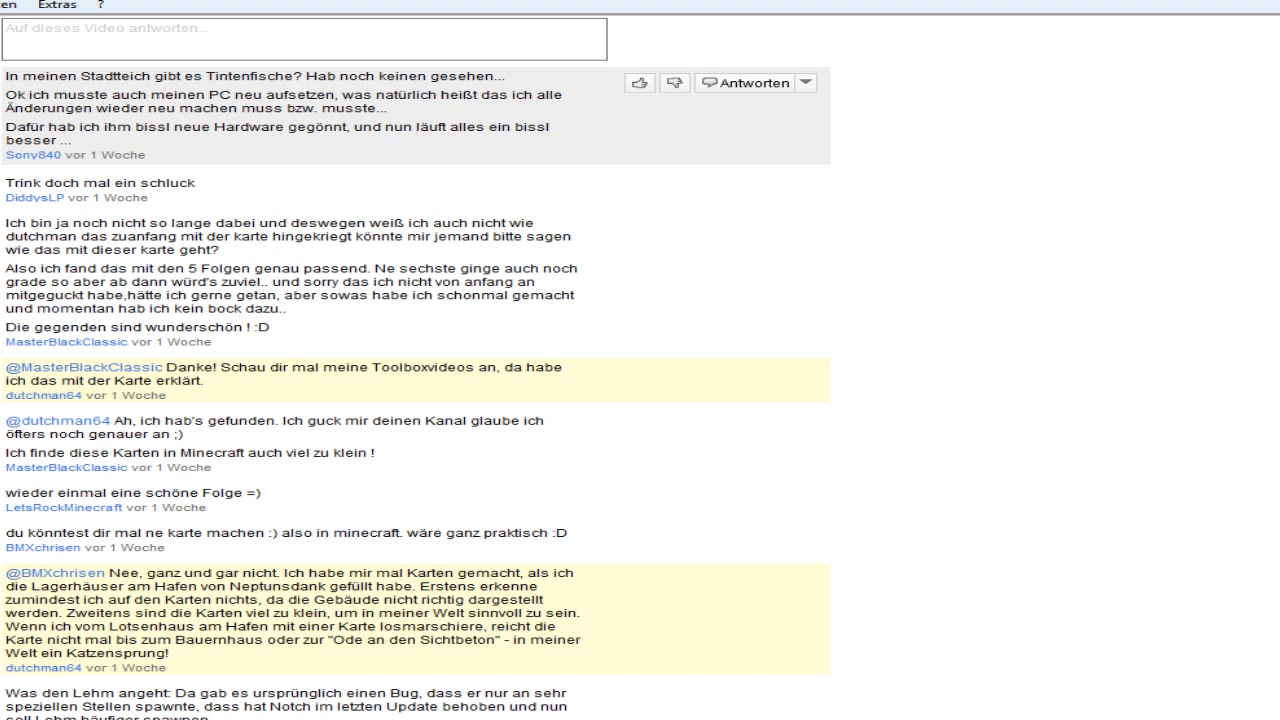 en Extras ?
Auf dieses Video antworten...
In meinen Stadtteich gibt es Tintenfische? Hab noch keinen gesehen...
Antworten
Ok ich musste auch meinen PC neu aufsetzen, was natürlich heißt das ich alle
Änderungen wieder neu machen muss bzw. musste...
Dafür hab ich ihm bissl neue Hardware gegönnt, und nun läuft alles ein bissl
besser ...
Sony840 vor 1 Woche
Trink doch mal ein schluck
DiddysLP vor 1 Woche
Ich bin ja noch nicht so lange dabei und deswegen weiß ich auch nicht wie
dutchman das zuanfang mit der karte hingekriegt könnte mir jemand bitte sagen
wie das mit dieser karte geht?
Also ich fand das mit den 5 Folgen genau passend. Ne sechste ginge auch noch
grade so aber ab dann würd's zuviel.. und sorry das ich nicht von anfang an
mitgeguckt habe,hätte ich gerne getan, aber sowas habe ich schonmal gemacht
und momentan hab ich kein bock dazu..
Die gegenden sind wunderschön ! :D
MasterBlackClassic vor 1 Woche
@MasterBlackClassic Danke! Schau dir mal meine Toolboxvideos an, da habe
ich das mit der Karte erklärt.
dutchman64 vor 1 Woche
@dutchman64 Ah, ich hab's gefunden. Ich guck mir deinen Kanal glaube ich
öfters noch genauer an ;)
Ich finde diese Karten in Minecraft auch viel zu klein !
MasterBlackClassic vor 1 Woche
wieder einmal eine schöne Folge =)
LetsRockMinecraft vor 1 Woche
du könntest dir mal ne karte machen :) also in minecraft. wäre ganz praktisch :D
BMXchrisen vor 1 Woche
@BMXchrisen Nee, ganz und gar nicht. Ich habe mir mal Karten gemacht, als ich
die Lagerhäuser am Hafen von Neptunsdank gefüllt habe. Erstens erkenne
zumindest ich auf den Karten nichts, da die Gebäude nicht richtig dargestellt
werden. Zweitens sind die Karten viel zu klein, um in meiner Welt sinnvoll zu sein.
Wenn ich vom Lotsenhaus am Hafen mit einer Karte losmarschiere, reicht die
Karte nicht mal bis zum Bauernhaus oder zur "Ode an den Sichtbeton" - in meiner
Welt ein Katzensprung!
dutchman64 vor 1 Woche
Was den Lehm angeht: Da gab es ursprünglich einen Bug, dass er nur an sehr
speziellen Stellen spawnte, dass hat Notch im letzten Update behoben und nun
soll Lehm häufiger spawnen